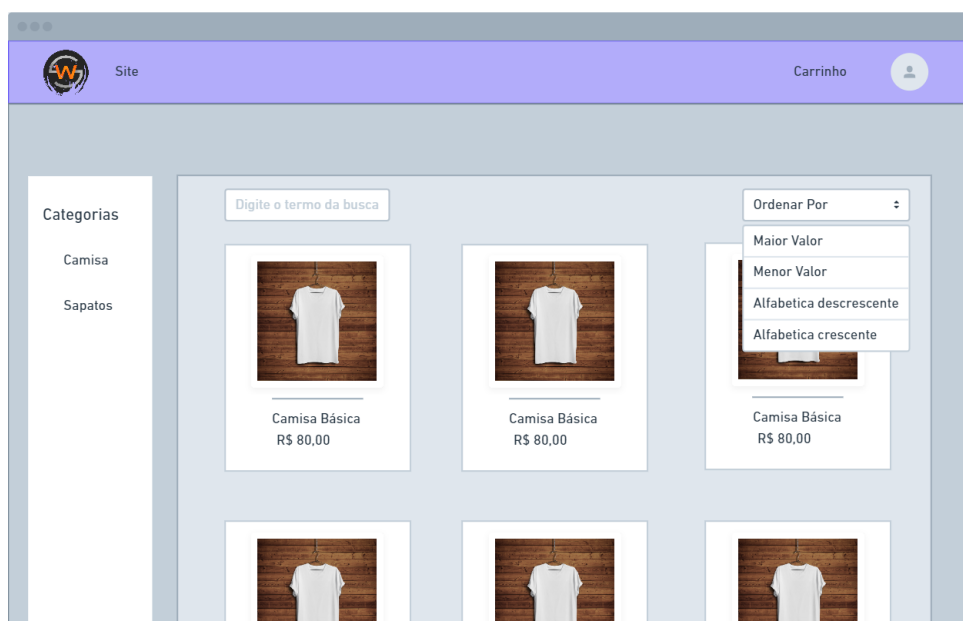 W
Site
Carrinho
Categorias
Camisa
Sapatos
Digite o termo da busca
Ordenar Por
Maior Valor
Menor Valor
Alfabetica descrescente
Alfabetica crescente
Camisa Básica
R$ 80,00
Camisa Básica
R$ 80,00
Camisa Básica
R$ 80,00